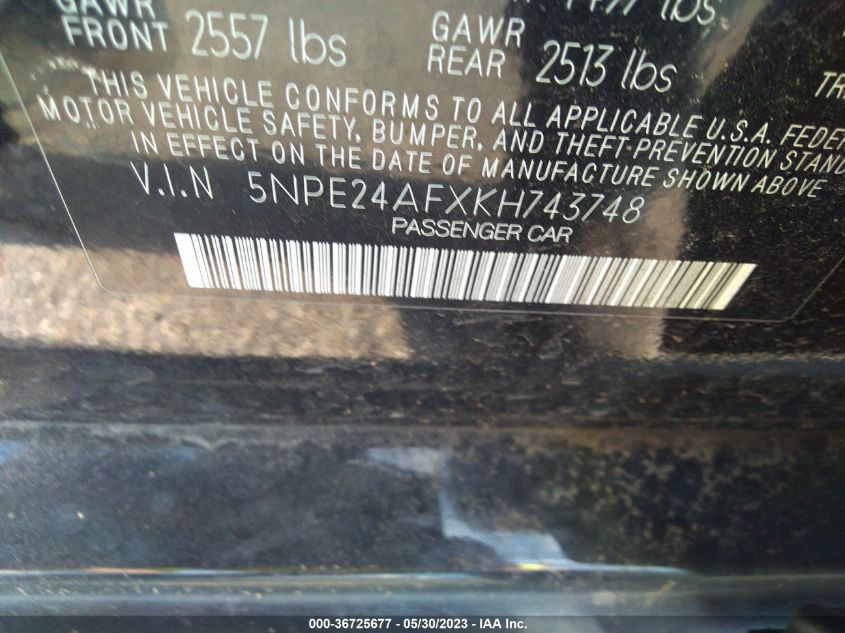 GAWR
FRONT 2557 lbs
GAWR
REAR 2513 lbs
lbs
THIS VEHICLE CONFORMS TO ALL APPLICABLE U.S.A. FEDER
MOTOR VEHICLE SAFETY, BUMPER, AND THEFT-PREVENTION STAND
IN EFFECT ON THE DATE OF MANUFACTURE SHOWN ABOVE.
V.I.N 5NPE24AFXKH743748
PASSENGER CAR
000-36725677 - 05/30/2023 - IAA Inc.